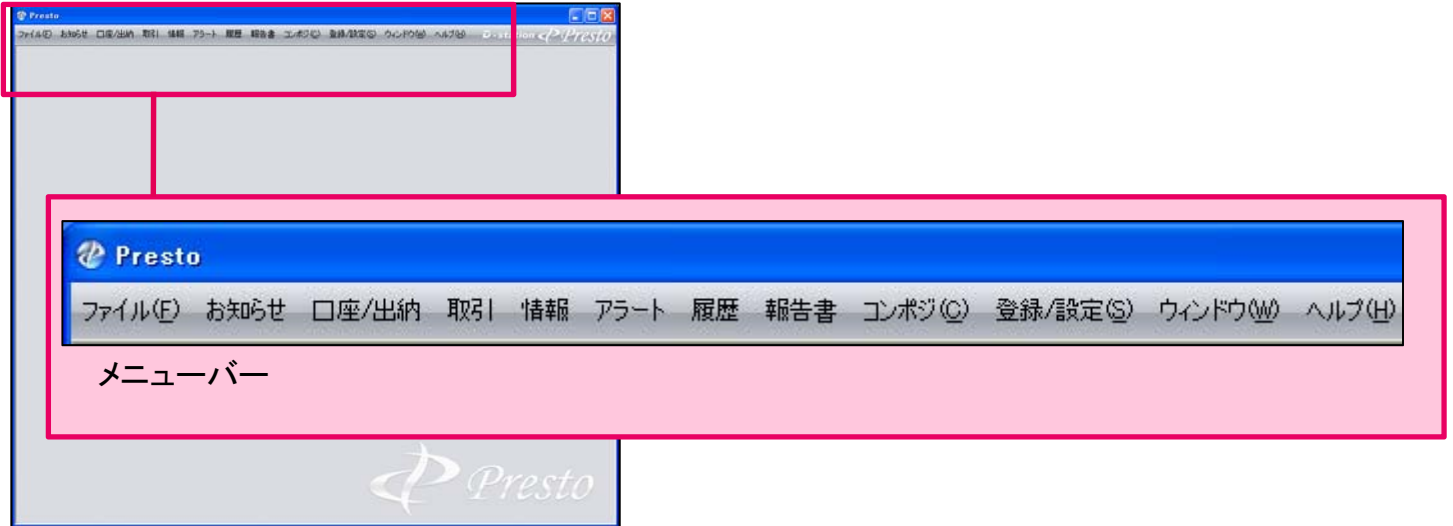 Presto
ファイル(F) お知らせ 口座/出納 取引 情報 アラート 履歴 報告書 コンポジ(C) 登録/設定(S) ウィンドウ(W) ヘルプ(H) D-station Presto
Presto
ファイル(F) お知らせ 口座/出納 取引 情報 アラート 履歴 報告書 コンポジ(C) 登録/設定(S) ウィンドウ(W) ヘルプ(H)
メニューバー
Presto